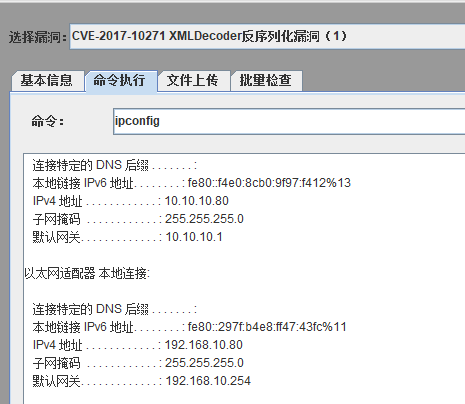 选择漏洞：CVE-2017-10271 XMLDecoder反序列化漏洞（1）
基本信息 命令执行 文件上传 批量检查
命令： ipconfig
连接特定的 DNS 后缀 . . . . . . . :
本地链接 IPv6 地址. . . . . . . . : fe80::f4e0:8cb0:9f97:f412%13
IPv4 地址 . . . . . . . . . . . . : 10.10.10.80
子网掩码 . . . . . . . . . . . . : 255.255.255.0
默认网关. . . . . . . . . . . . . : 10.10.10.1
以太网适配器 本地连接:
连接特定的 DNS 后缀 . . . . . . . :
本地链接 IPv6 地址. . . . . . . . : fe80::297f:b4e8:ff47:43fc%11
IPv4 地址 . . . . . . . . . . . . : 192.168.10.80
子网掩码 . . . . . . . . . . . . : 255.255.255.0
默认网关. . . . . . . . . . . . . : 192.168.10.254